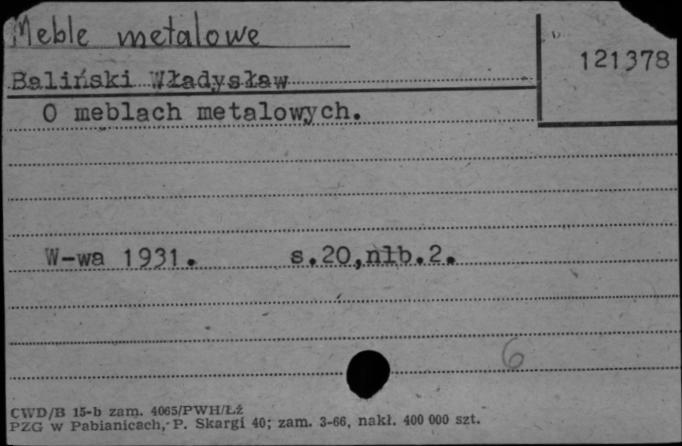 Meble metalowe
121378
Baliński Władysław
O meblach metalowych.
W-wa 1931. s.20,nlb.2.
6
CWD/B 15-b zam. 4065/PWH/Łż
PZG w Pabianicach, P. Skargi 40; zam. 3-66, nakł. 400 000 szt.